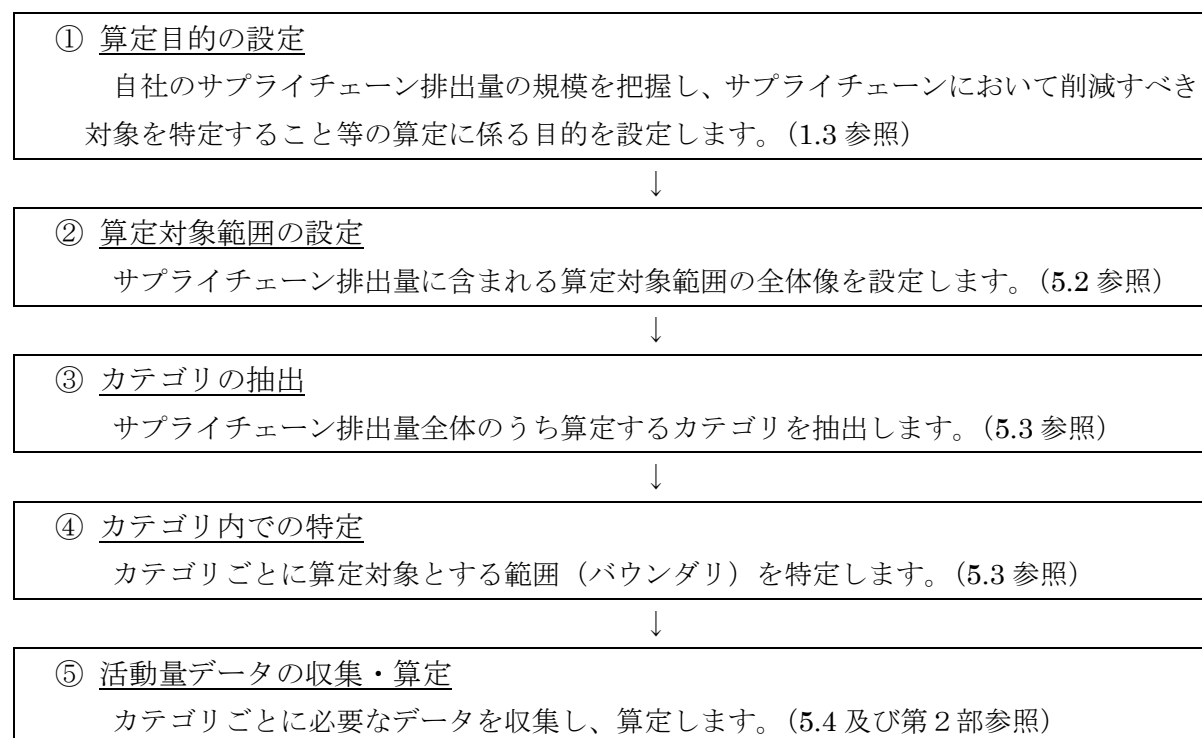 ① 算定目的の設定
自社のサプライチェーン排出量の規模を把握し、サプライチェーンにおいて削減すべき
対象を特定すること等の算定に係る目的を設定します。（1.3 参照）
↓
② 算定対象範囲の設定
サプライチェーン排出量に含まれる算定対象範囲の全体像を設定します。（5.2 参照）
↓
③ カテゴリの抽出
サプライチェーン排出量全体のうち算定するカテゴリを抽出します。（5.3 参照）
↓
④ カテゴリ内での特定
カテゴリごとに算定対象とする範囲（バウンダリ）を特定します。（5.3 参照）
↓
⑤ 活動量データの収集・算定
カテゴリごとに必要なデータを収集し、算定します。（5.4 及び第２部参照）